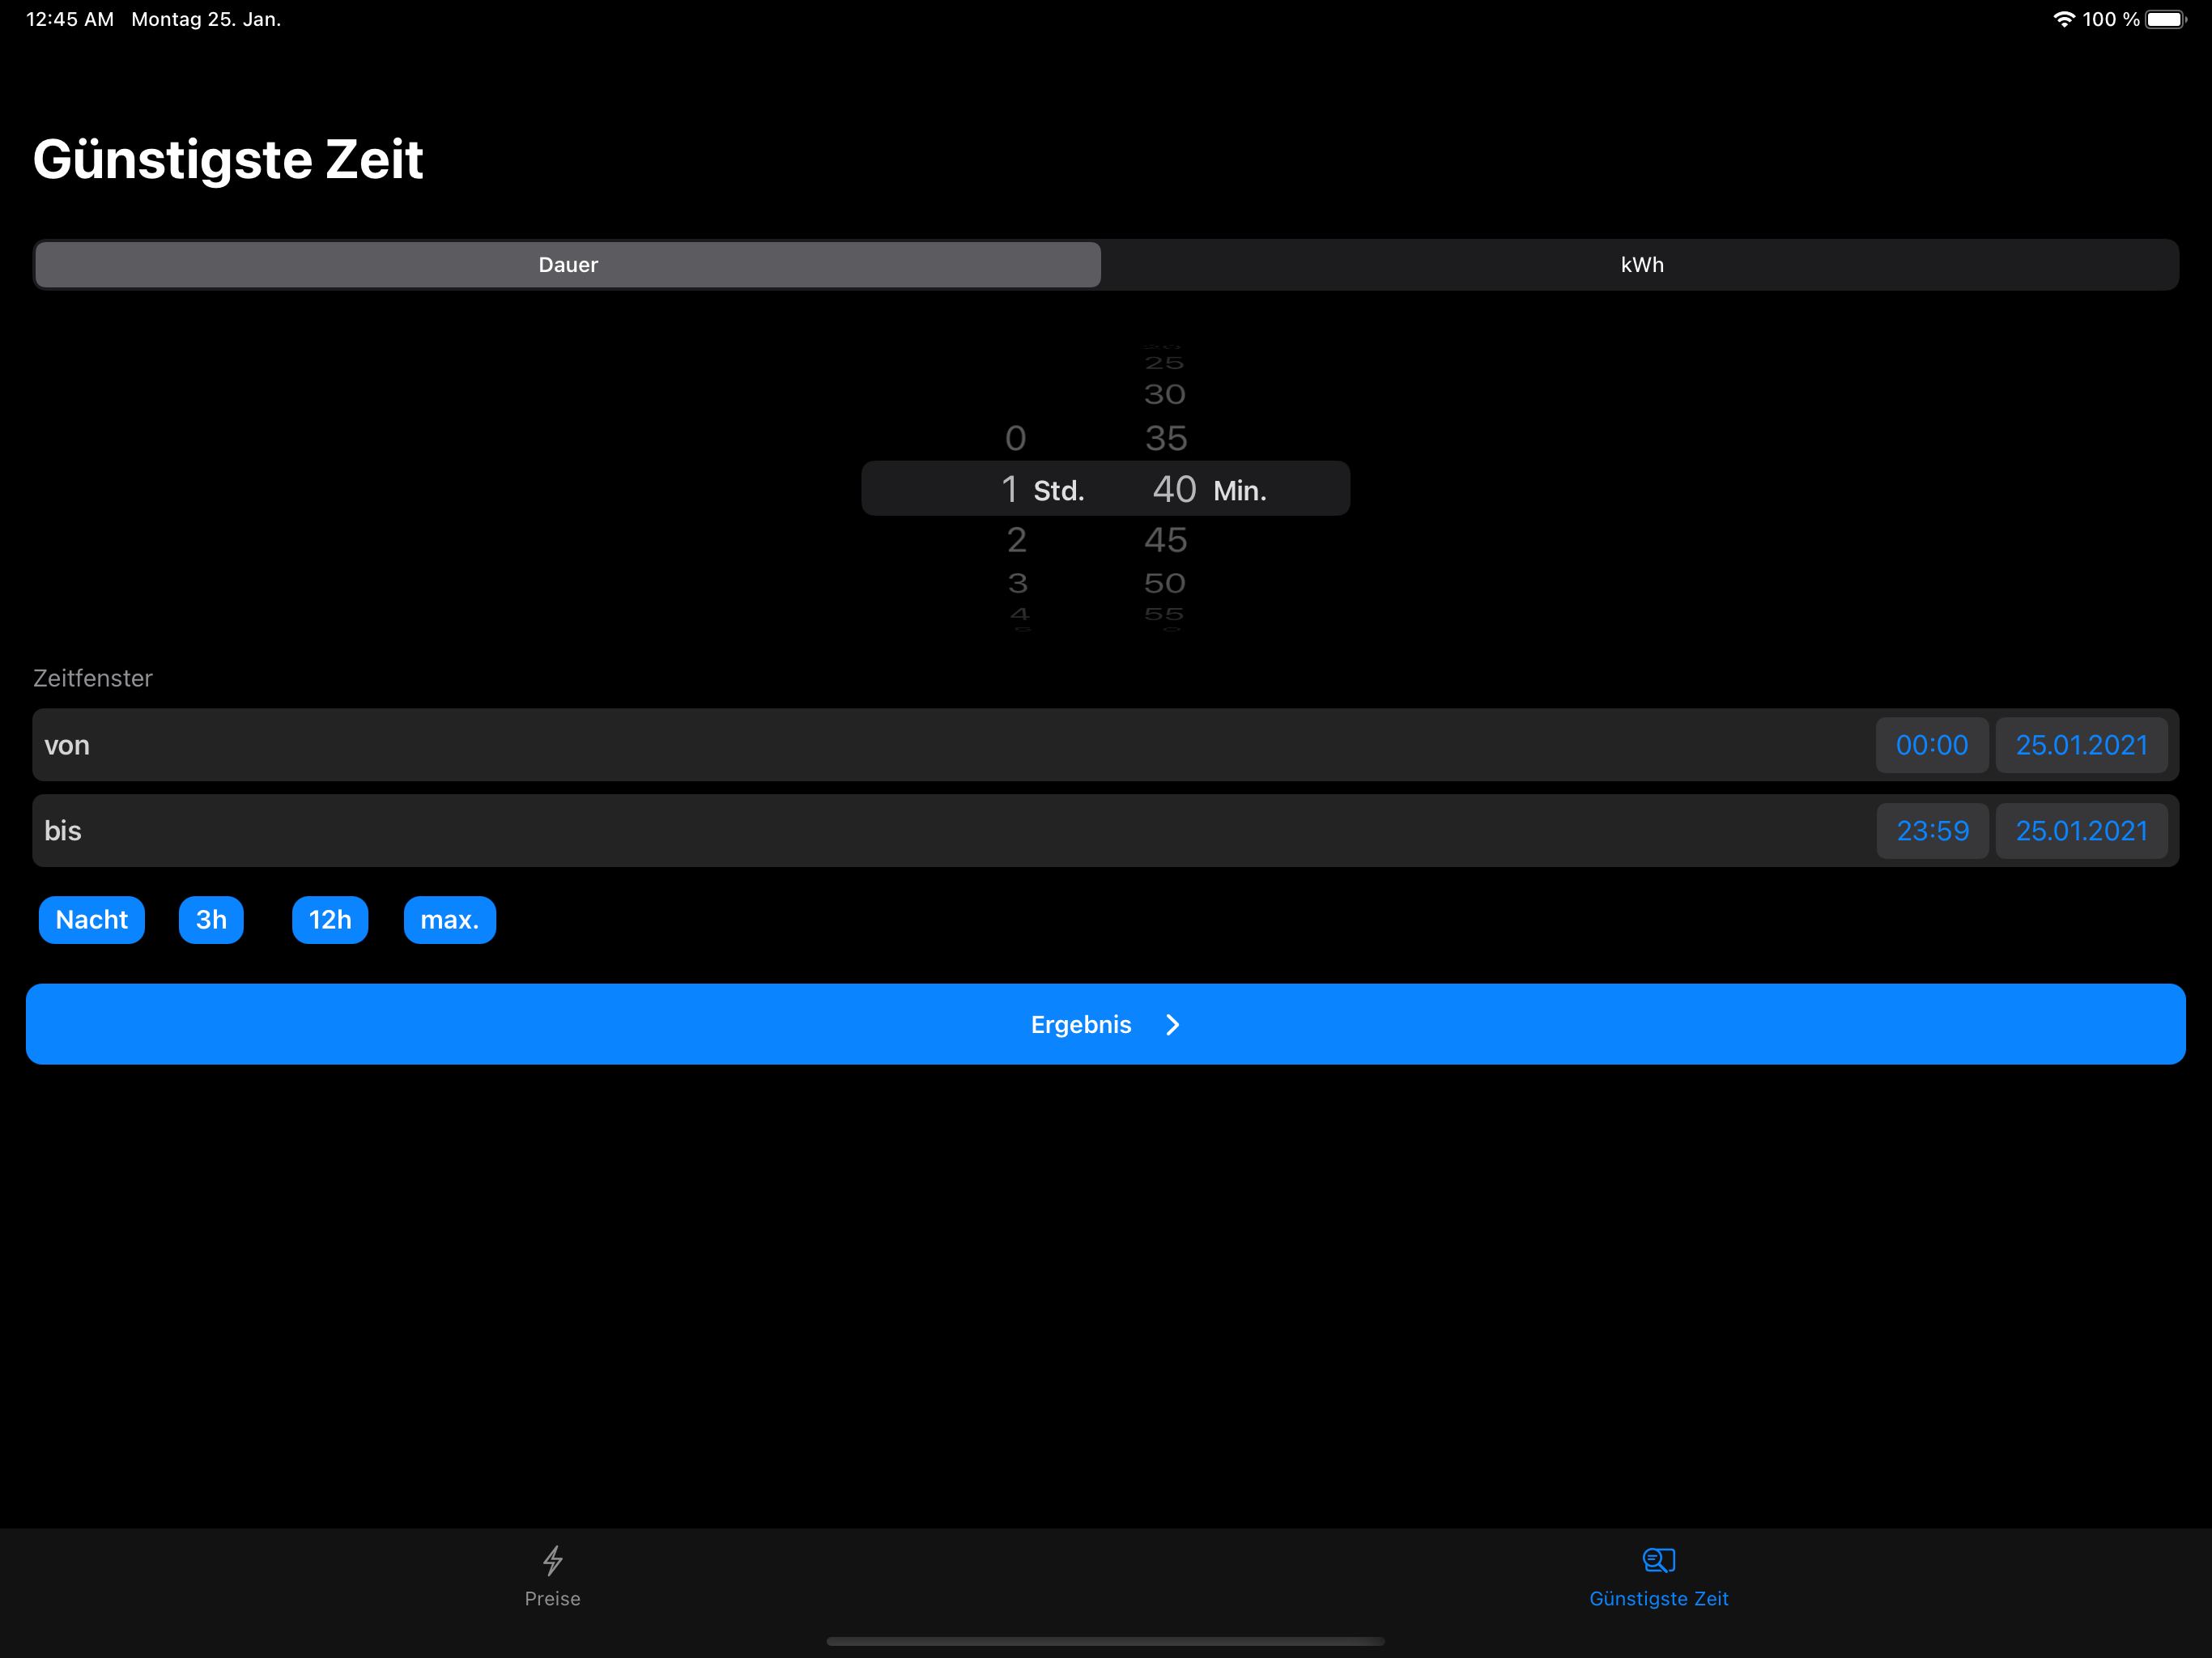 12:45 AM Montag 25. Jan. 100 %
Günstigste Zeit
Dauer kWh
25
30
0 35
1 Std. 40 Min.
2 45
3 50
4 55
Zeitfenster
von 00:00 25.01.2021
bis 23:59 25.01.2021
Nacht 3h 12h max.
Ergebnis
Preise Günstigste Zeit